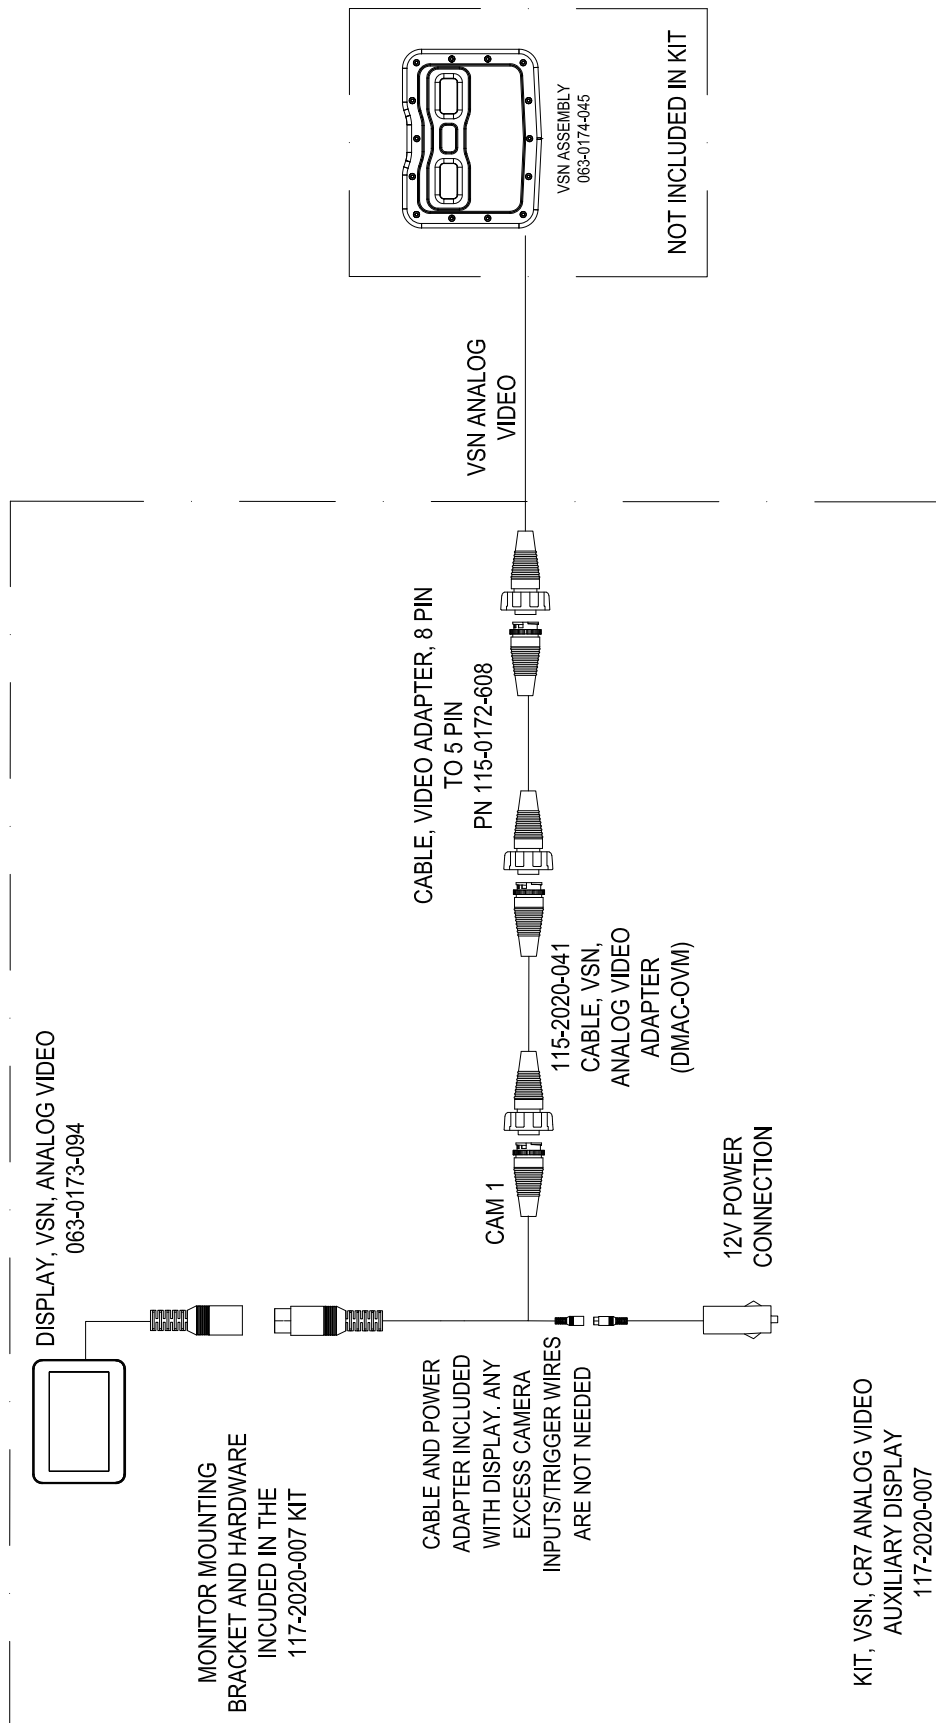 DISPLAY, VSN, ANALOG VIDEO
063-0173-094
MONITOR MOUNTING
BRACKET AND HARDWARE
INCUDED IN THE
117-2020-007 KIT
CABLE AND POWER
ADAPTER INCLUDED
WITH DISPLAY. ANY
EXCESS CAMERA
INPUTS/TRIGGER WIRES
ARE NOT NEEDED
CAM 1
12V POWER
CONNECTION
115-2020-041
CABLE, VSN,
ANALOG VIDEO
ADAPTER
(DMAC-OVM)
CABLE, VIDEO ADAPTER, 8 PIN
TO 5 PIN
PN 115-0172-608
VSN ANALOG
VIDEO
VSN ASSEMBLY
063-0174-045
NOT INCLUDED IN KIT
KIT, VSN, CR7 ANALOG VIDEO
AUXILIARY DISPLAY
117-2020-007